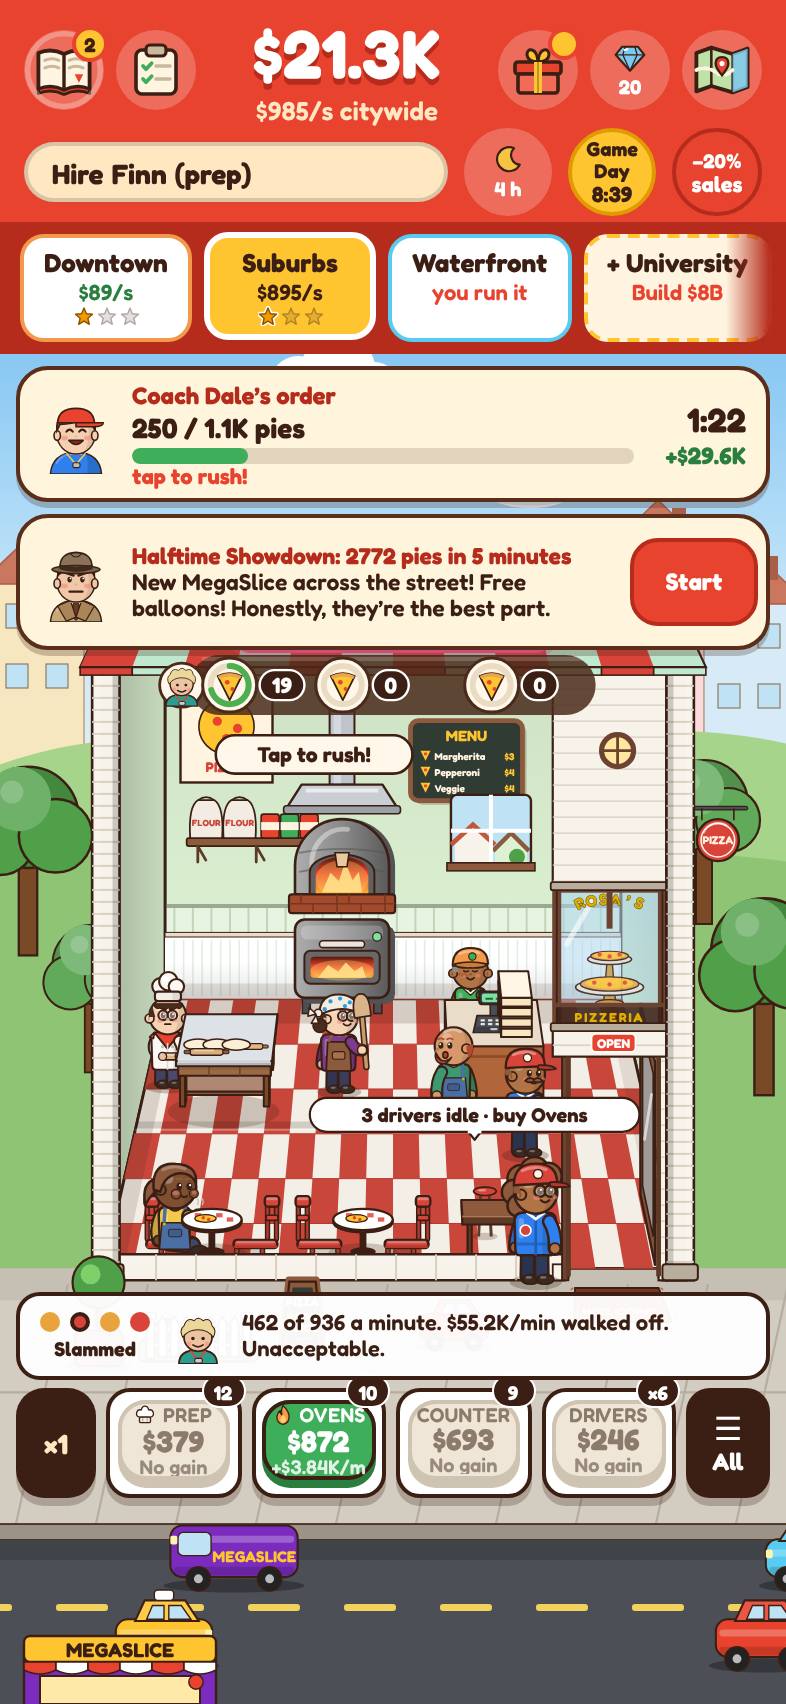 2
$21.3K
$985/s citywide
20
Hire Finn (prep)
4 h
Game
Day
8:39
−20%
sales
Downtown
$89/s
Suburbs
$895/s
Waterfront
you run it
+ University
Build $8B
Coach Dale's order
250 / 1.1K pies
tap to rush!
1:22
+$29.6K
Halftime Showdown: 2772 pies in 5 minutes
New MegaSlice across the street! Free
balloons! Honestly, they're the best part.
Start
19
0
0
Tap to rush!
MENU
Margherita $3
Pepperoni $4
Veggie $4
FLOUR
FLOUR
PIZZA
ROSA'S
PIZZERIA
OPEN
3 drivers idle · buy Ovens
Slammed
462 of 936 a minute. $55.2K/min walked off.
Unacceptable.
x1
12
PREP
$379
No gain
10
OVENS
$872
+$3.84K/m
9
COUNTER
$693
No gain
x6
DRIVERS
$246
No gain
All
MEGASLICE
MEGASLICE